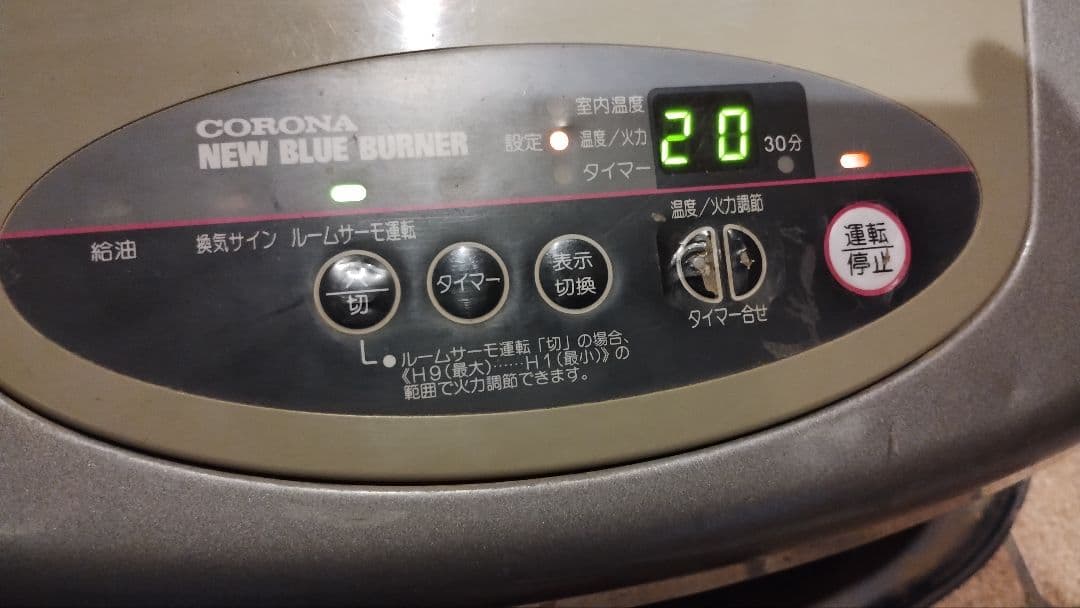 CORONA
NEW BLUE BURNER
室内温度
設定 温度/火力
タイマー
20
30分
給油
換気サイン
ルームサーモ運転
温度/火力調節
切
タイマー
表示
切換
運転
停止
タイマー合せ
ルームサーモ運転「切」の場合、
《H9(最大)……H1(最小)》の
範囲で火力調節できます。